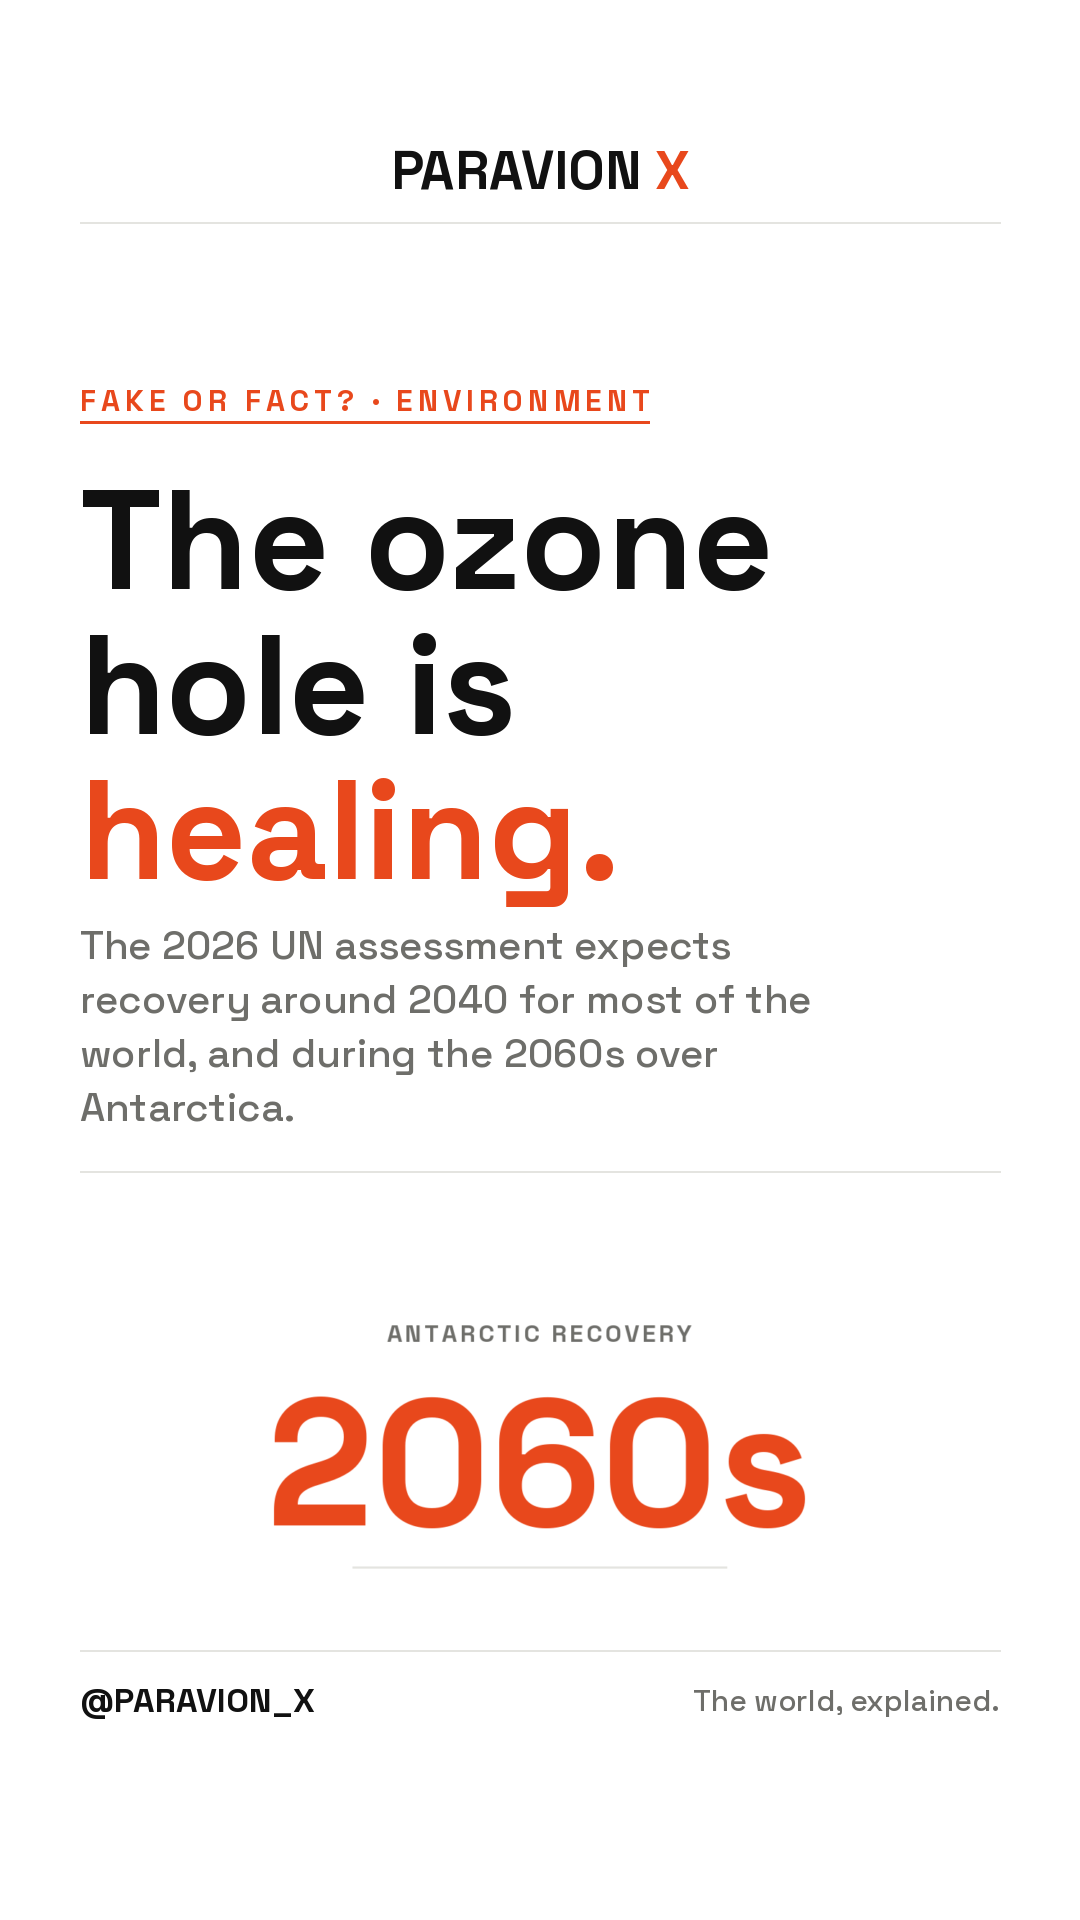 PARAVION X
FAKE OR FACT? · ENVIRONMENT
The ozone
hole is
healing.
The 2026 UN assessment expects
recovery around 2040 for most of the
world, and during the 2060s over
Antarctica.
ANTARCTIC RECOVERY
2060s
@PARAVION_X
The world, explained.